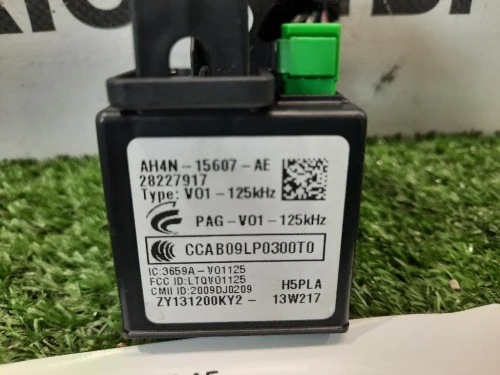 AH4N-15607-AE
28227917
Type: V01-125kHz
PAG-V01-125kHz
CCAB09LP0300T0
IC:3659A-V01125
FCC ID:LTQV01125
CMII ID:2009DJ0209 H5PLA
ZY131200KY2- 13W217